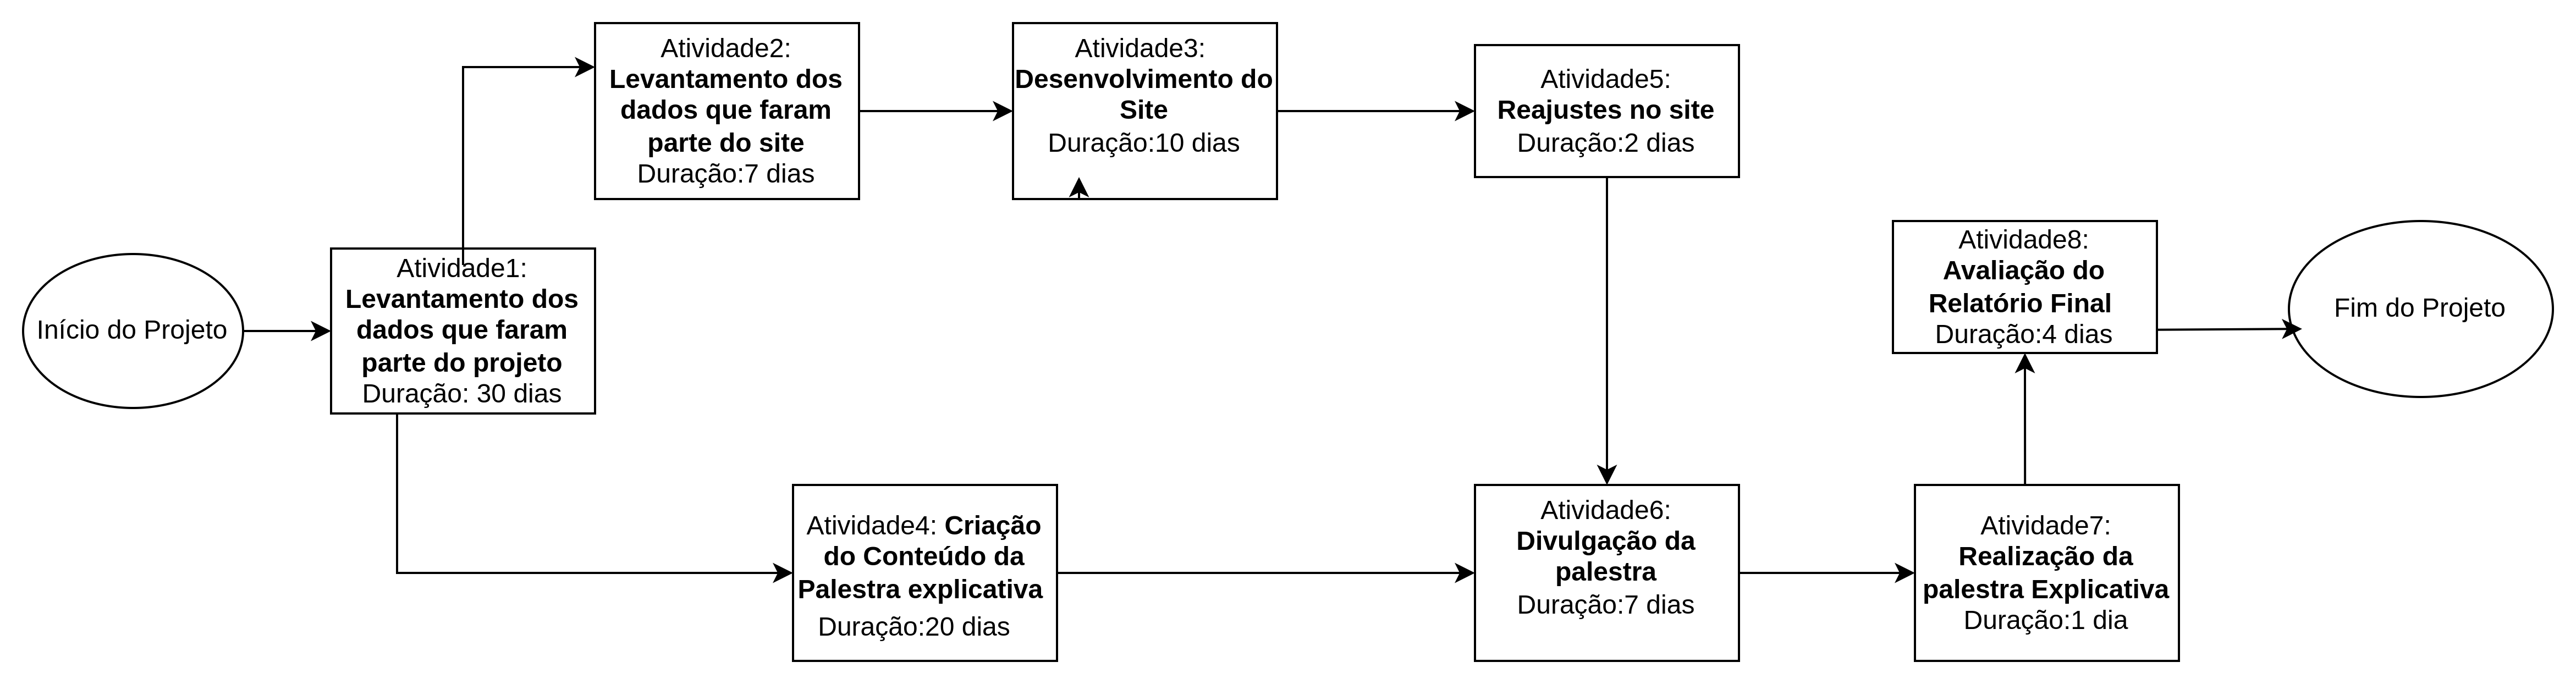 Início do Projeto
Atividade1:
Levantamento dos
dados que faram
parte do projeto
Duração: 30 dias
Atividade2:
Levantamento dos
dados que faram
parte do site
Duração:7 dias
Atividade3:
Desenvolvimento do
Site
Duração:10 dias
Atividade4: Criação
do Conteúdo da
Palestra explicativa
Duração:20 dias
Atividade5:
Reajustes no site
Duração:2 dias
Atividade6:
Divulgação da
palestra
Duração:7 dias
Atividade7:
Realização da
palestra Explicativa
Duração:1 dia
Atividade8:
Avaliação do
Relatório Final
Duração:4 dias
Fim do Projeto